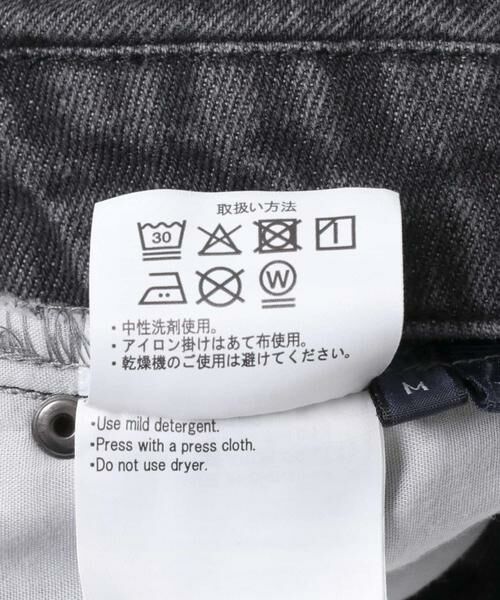 取扱い方法
30
W
・中性洗剤使用。
・アイロン掛けはあて布使用。
・乾燥機のご使用は避けてください。
M
•Use mild detergent.
•Press with a press cloth.
•Do not use dryer.